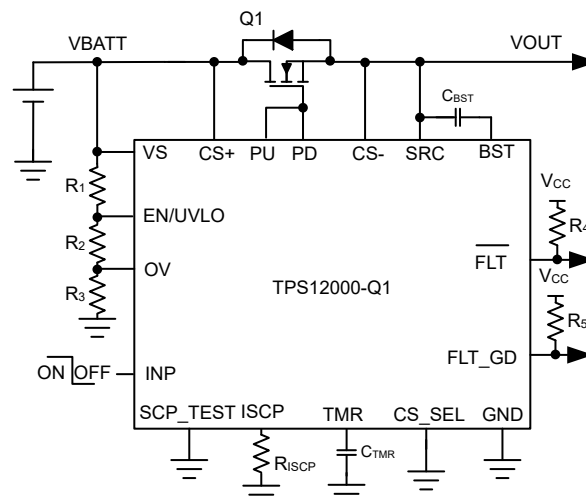 Q1
VBATT
VOUT
CBST
VS
CS+
PU
PD
CS-
SRC
BST
R1
EN/UVLO
R2
OV
R3
TPS12000-Q1
VCC
R4
FLT
VCC
R5
FLT_GD
ON OFF
INP
SCP_TEST
ISCP
TMR
CS_SEL
GND
RISCP
CTMR